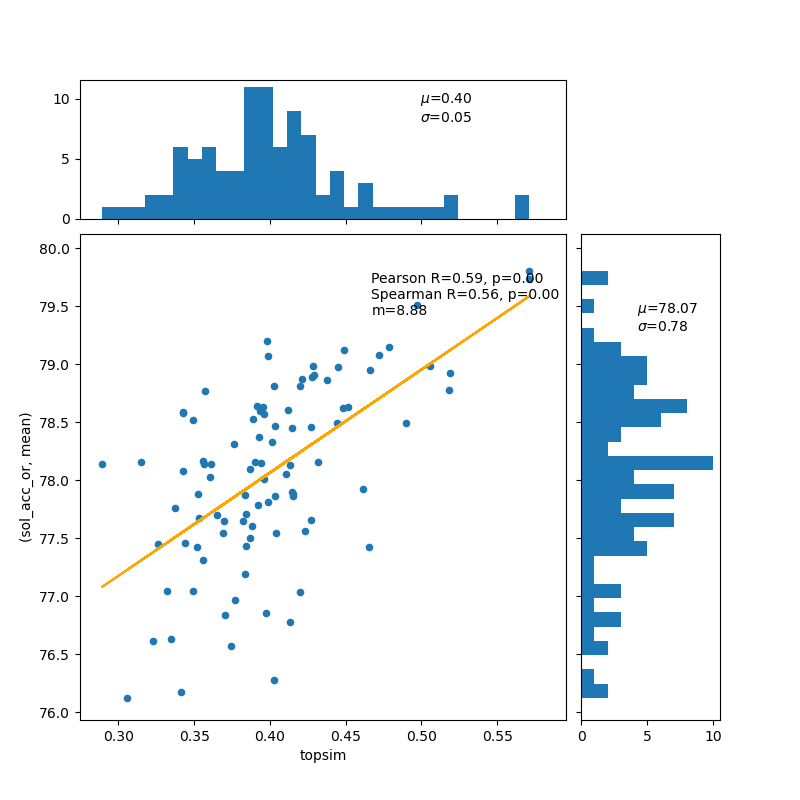 10
5
0
μ=0.40
σ=0.05
80.0
79.5
79.0
78.5
78.0
77.5
77.0
76.5
76.0
(sol_acc_or, mean)
Pearson R=0.59, p=0.00
Spearman R=0.56, p=0.00
m=8.88
0.30 0.35 0.40 0.45 0.50 0.55
topsim
μ=78.07
σ=0.78
0 5 10